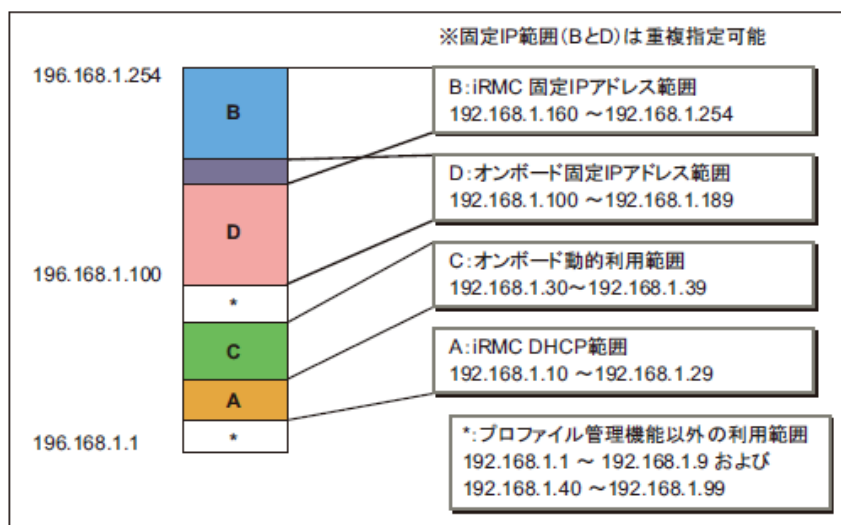 ※固定IP範囲(BとD)は重複指定可能
196.168.1.254
B
B:iRMC 固定IPアドレス範囲
192.168.1.160 ～192.168.1.254
D:オンボード固定IPアドレス範囲
192.168.1.100 ～192.168.1.189
D
196.168.1.100
*
C:オンボード動的利用範囲
192.168.1.30～192.168.1.39
C
A:iRMC DHCP範囲
192.168.1.10 ～192.168.1.29
A
196.168.1.1
*
*:プロファイル管理機能以外の利用範囲
192.168.1.1 ～ 192.168.1.9 および
192.168.1.40 ～192.168.1.99